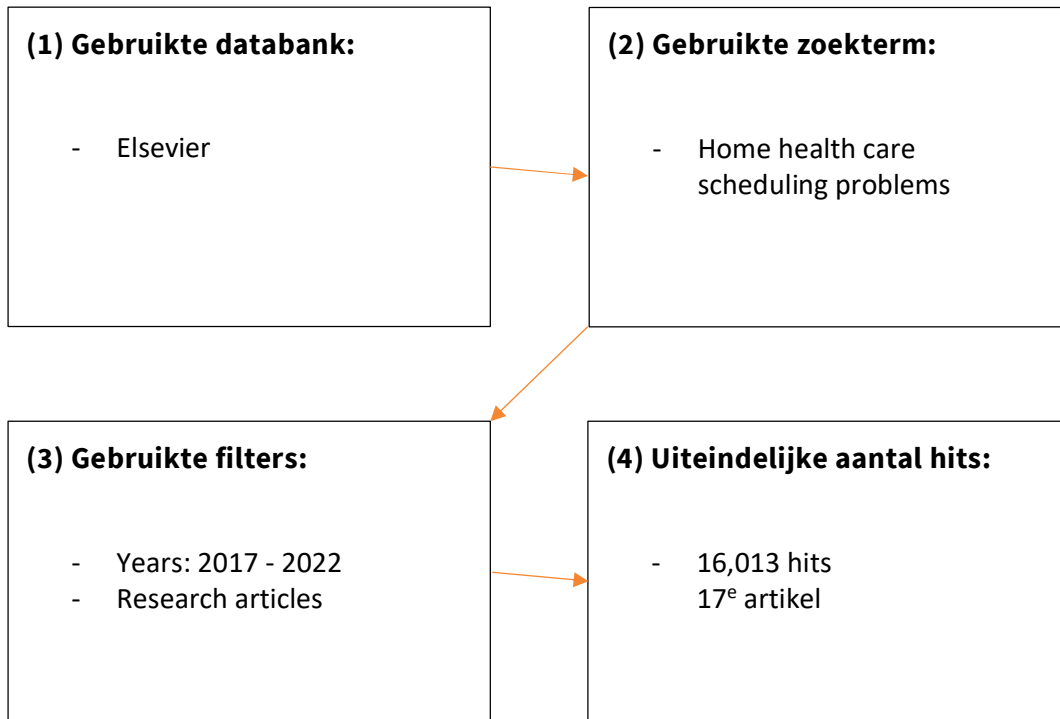 (1) Gebruikte databank:
- Elsevier
(2) Gebruikte zoekterm:
- Home health care
scheduling problems
(3) Gebruikte filters:
- Years: 2017 - 2022
- Research articles
(4) Uiteindelijke aantal hits:
- 16,013 hits
17e artikel